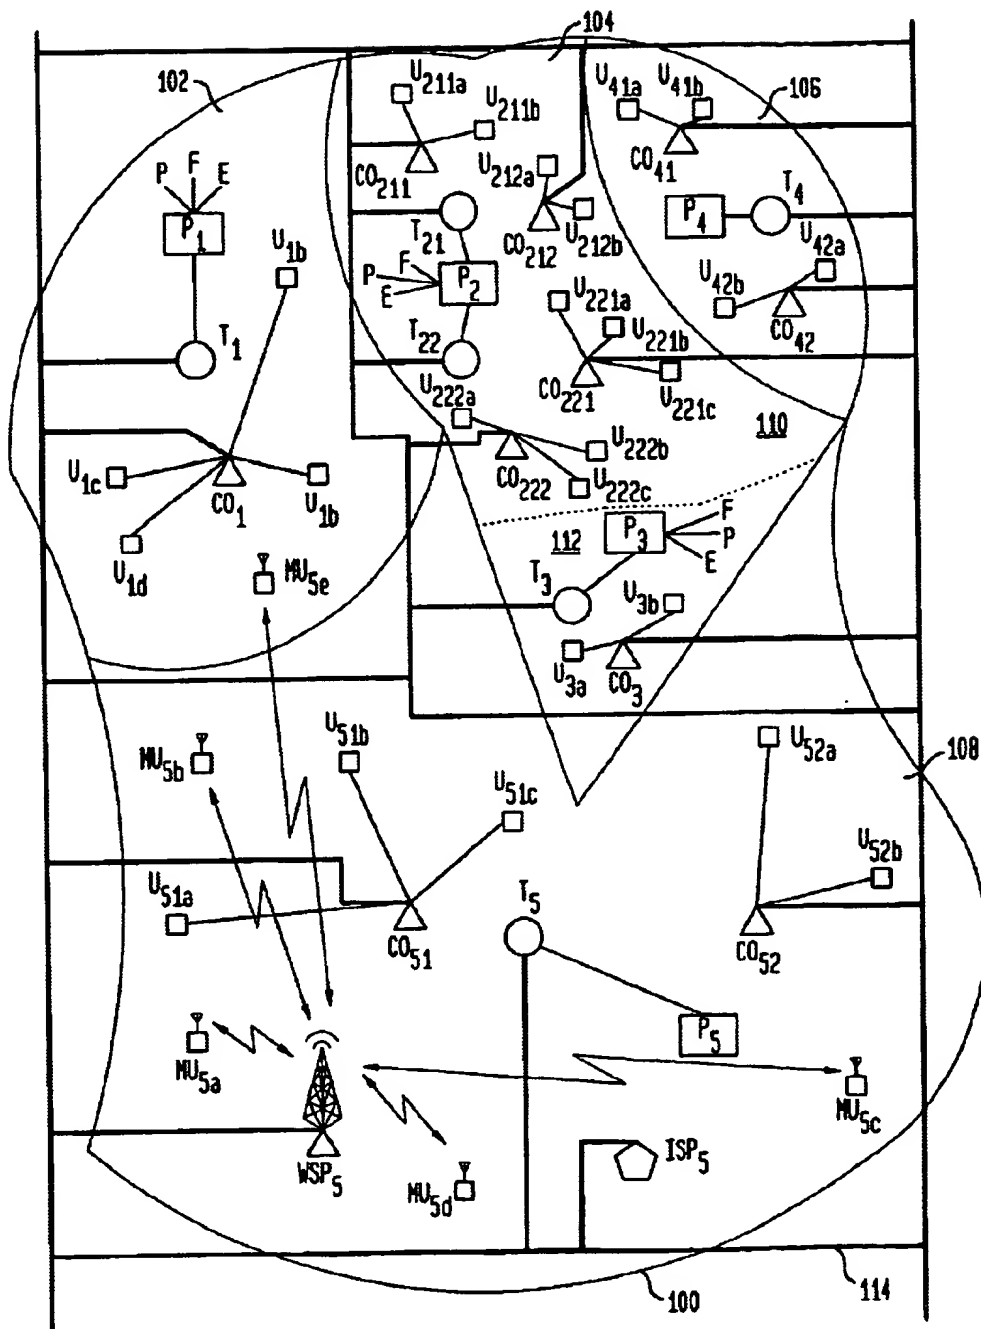 104
102
U211a
U41a
U41b
106
U211b
P
F
E
CO211
U212a
CO41
P1
T21
CO212
U212b
P4
T4
U1b
F
P
E
P2
U42a
U42b
T1
T22
U221a
U221b
CO42
U222a
CO221
U221c
110
U1c
CO1
U1b
CO222
U222b
U222c
U1d
MU5e
112
P3
F
P
E
T3
U3b
U3a
CO3
U51b
U52a
MU5b
108
U51c
U51a
T5
U52b
CO51
CO52
P5
MU5a
MU5c
WSP5
MU5d
ISP5
100
114